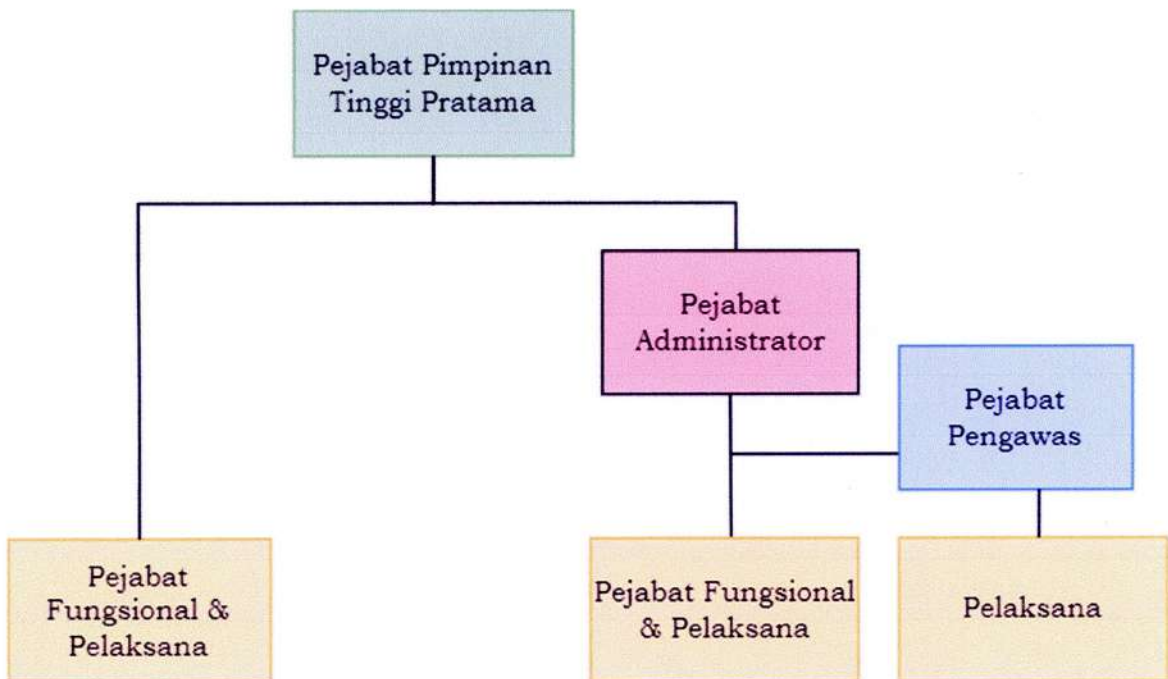 Pejabat Pimpinan
Tinggi Pratama
Pejabat
Administrator
Pejabat
Pengawas
Pejabat
Fungsional &
Pelaksana
Pejabat Fungsional
& Pelaksana
Pelaksana